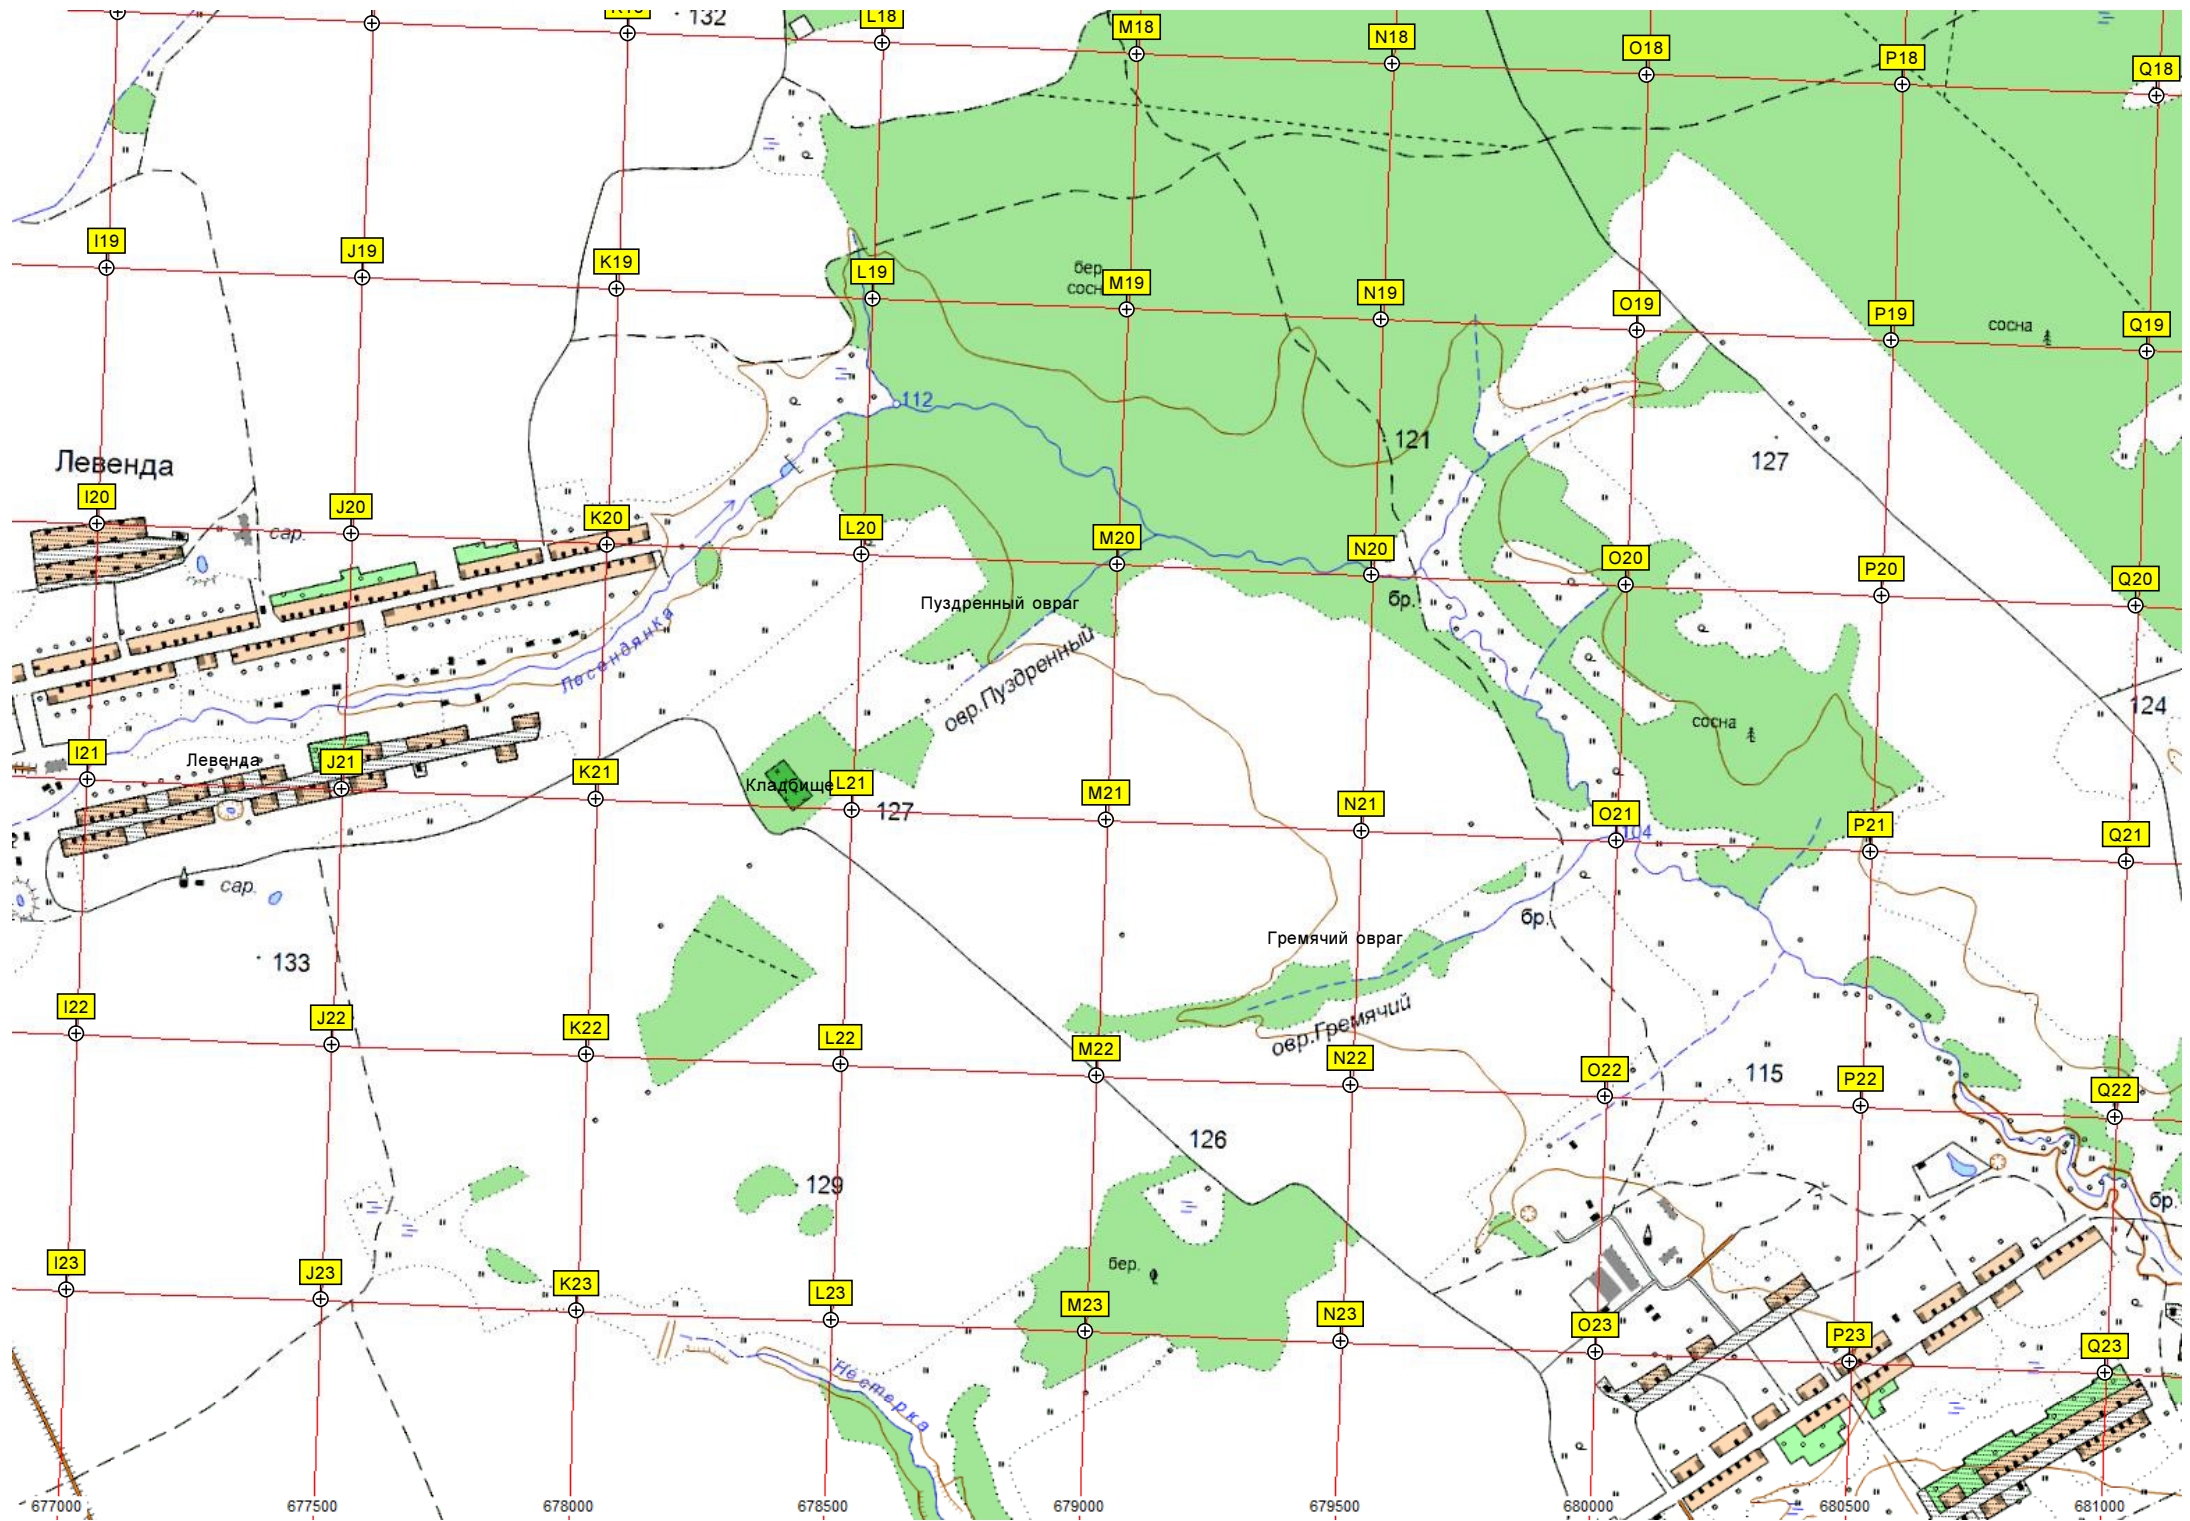 132
L18
M18
N18
O18
P18
Q18
I19
J19
K19
L19
бер.
сосн
M19
N19
O19
P19
сосна
Q19
112
121
127
Левенда
I20
J20
сар.
K20
L20
M20
N20
O20
P20
Q20
бр.
Пуздренный овраг
овр.Пуздренный
Лесендянка
124
сосна
I21
Левенда
J21
K21
Кладбище
L21
127
M21
N21
O21
104
P21
Q21
сар.
133
бр.
Гремячий овраг
овр.Гремячий
I22
J22
K22
L22
M22
N22
O22
115
P22
Q22
126
129
бр.
бер.
I23
J23
K23
L23
M23
N23
O23
P23
Q23
Нестерка
677000
677500
678000
678500
679000
679500
680000
680500
681000